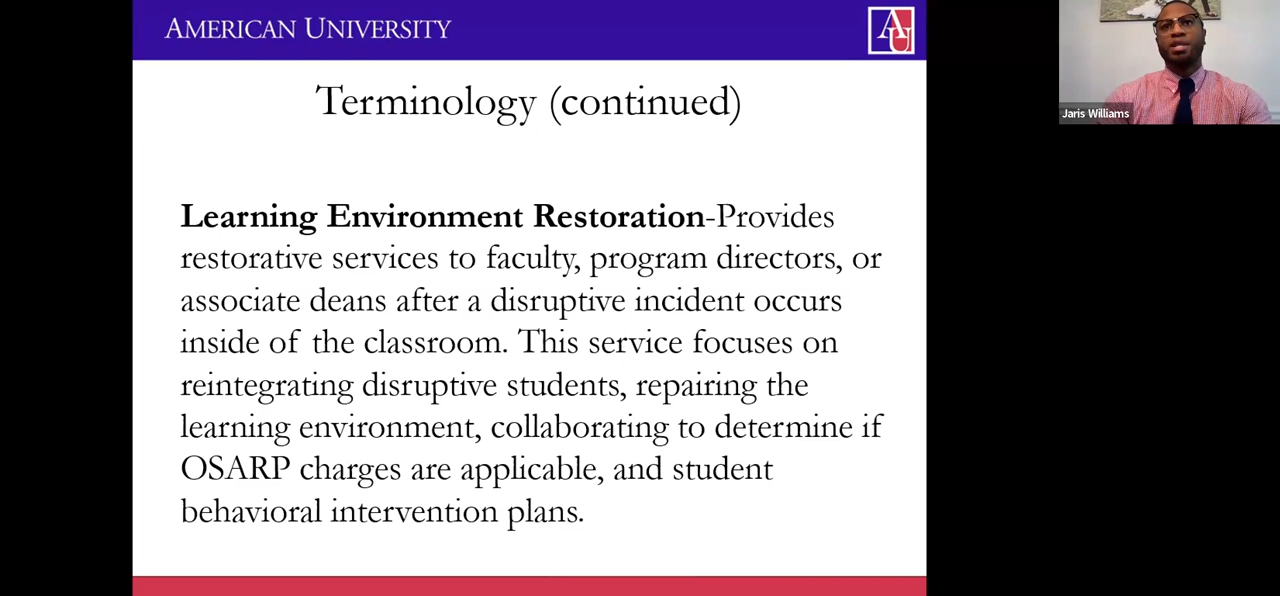 AMERICAN UNIVERSITY
AU
Jaris Williams
Terminology (continued)
Learning Environment Restoration-Provides
restorative services to faculty, program directors, or
associate deans after a disruptive incident occurs
inside of the classroom. This service focuses on
reintegrating disruptive students, repairing the
learning environment, collaborating to determine if
OSARP charges are applicable, and student
behavioral intervention plans.